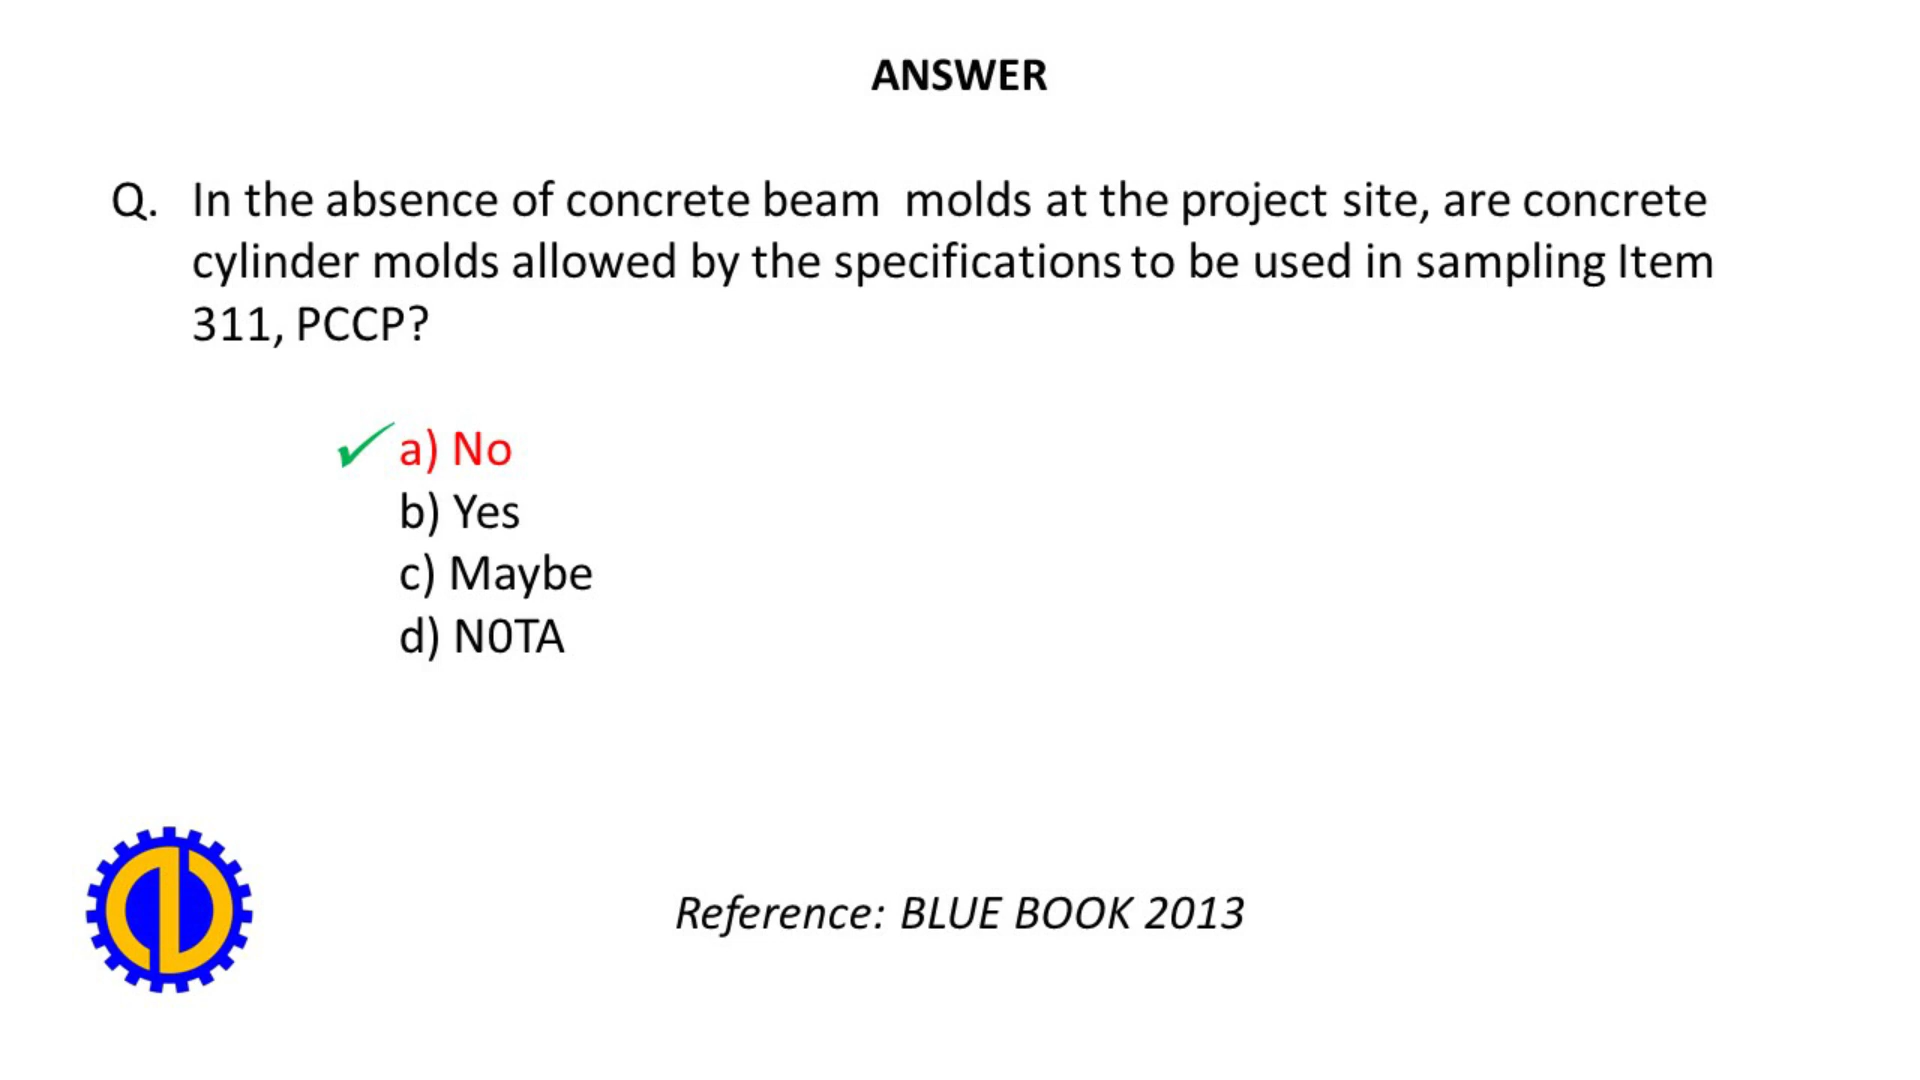 ANSWER
Q. In the absence of concrete beam molds at the project site, are concrete
cylinder molds allowed by the specifications to be used in sampling Item
311, PCCP?
a) No
b) Yes
c) Maybe
d) N0TA
Reference: BLUE BOOK 2013